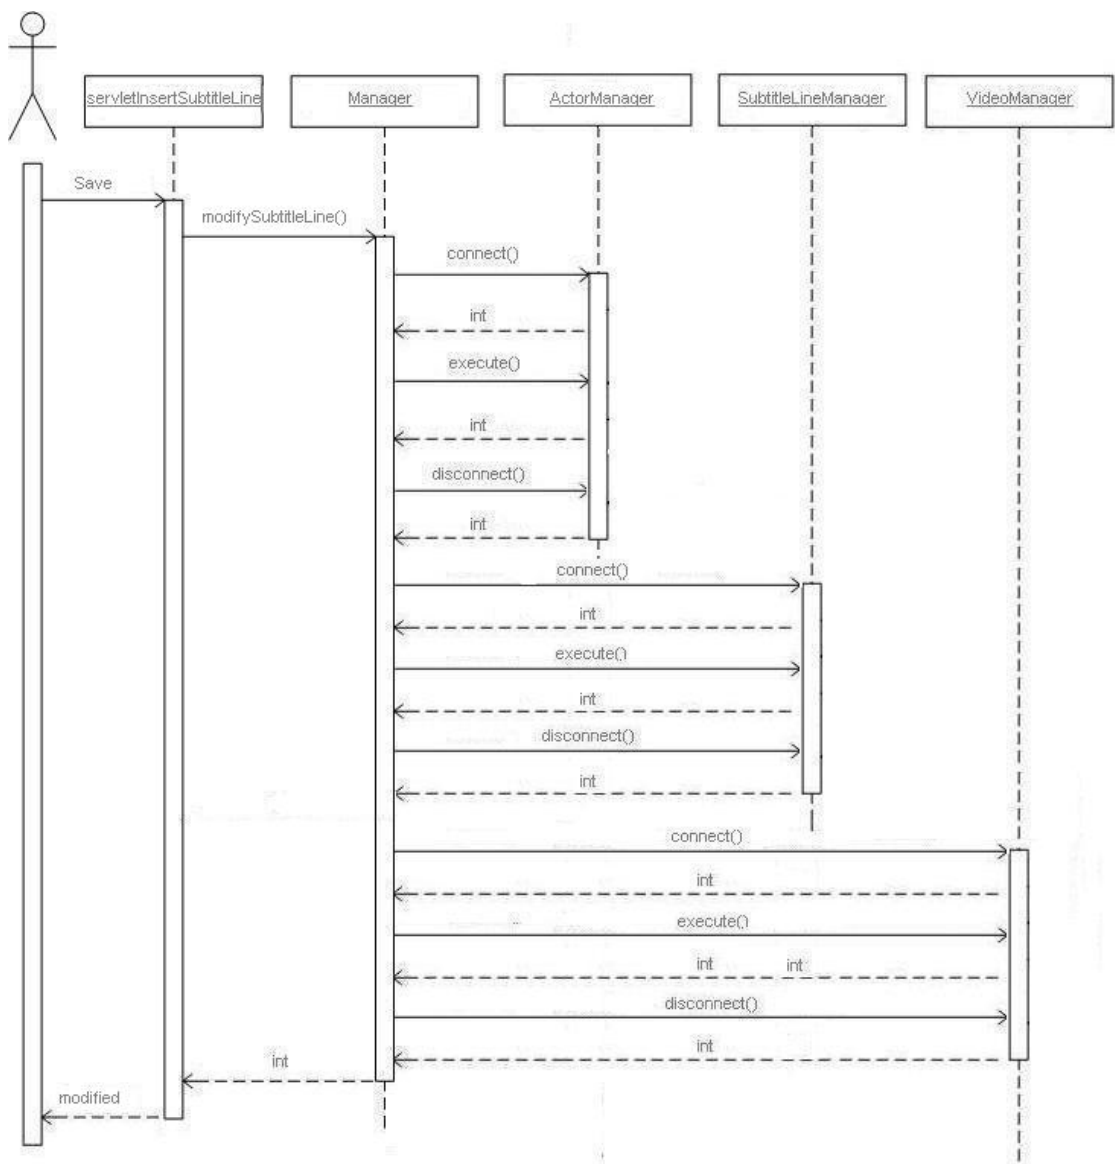 servletInsertSubtitleLine
Manager
ActorManager
SubtitleLineManager
VideoManager
Save
modifySubtitleLine()
connect()
int
execute()
int
disconnect()
int
connect()
int
execute()
int
disconnect()
int
connect()
int
execute()
int int
disconnect()
int
int
modified